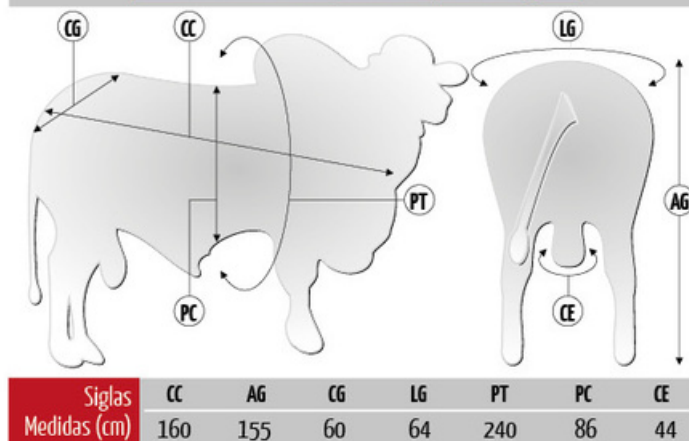 CG CC LG
AG
PT
PC CE
Siglas CC AG CG LG PT PC CE
Medidas (cm) 160 155 60 64 240 86 44